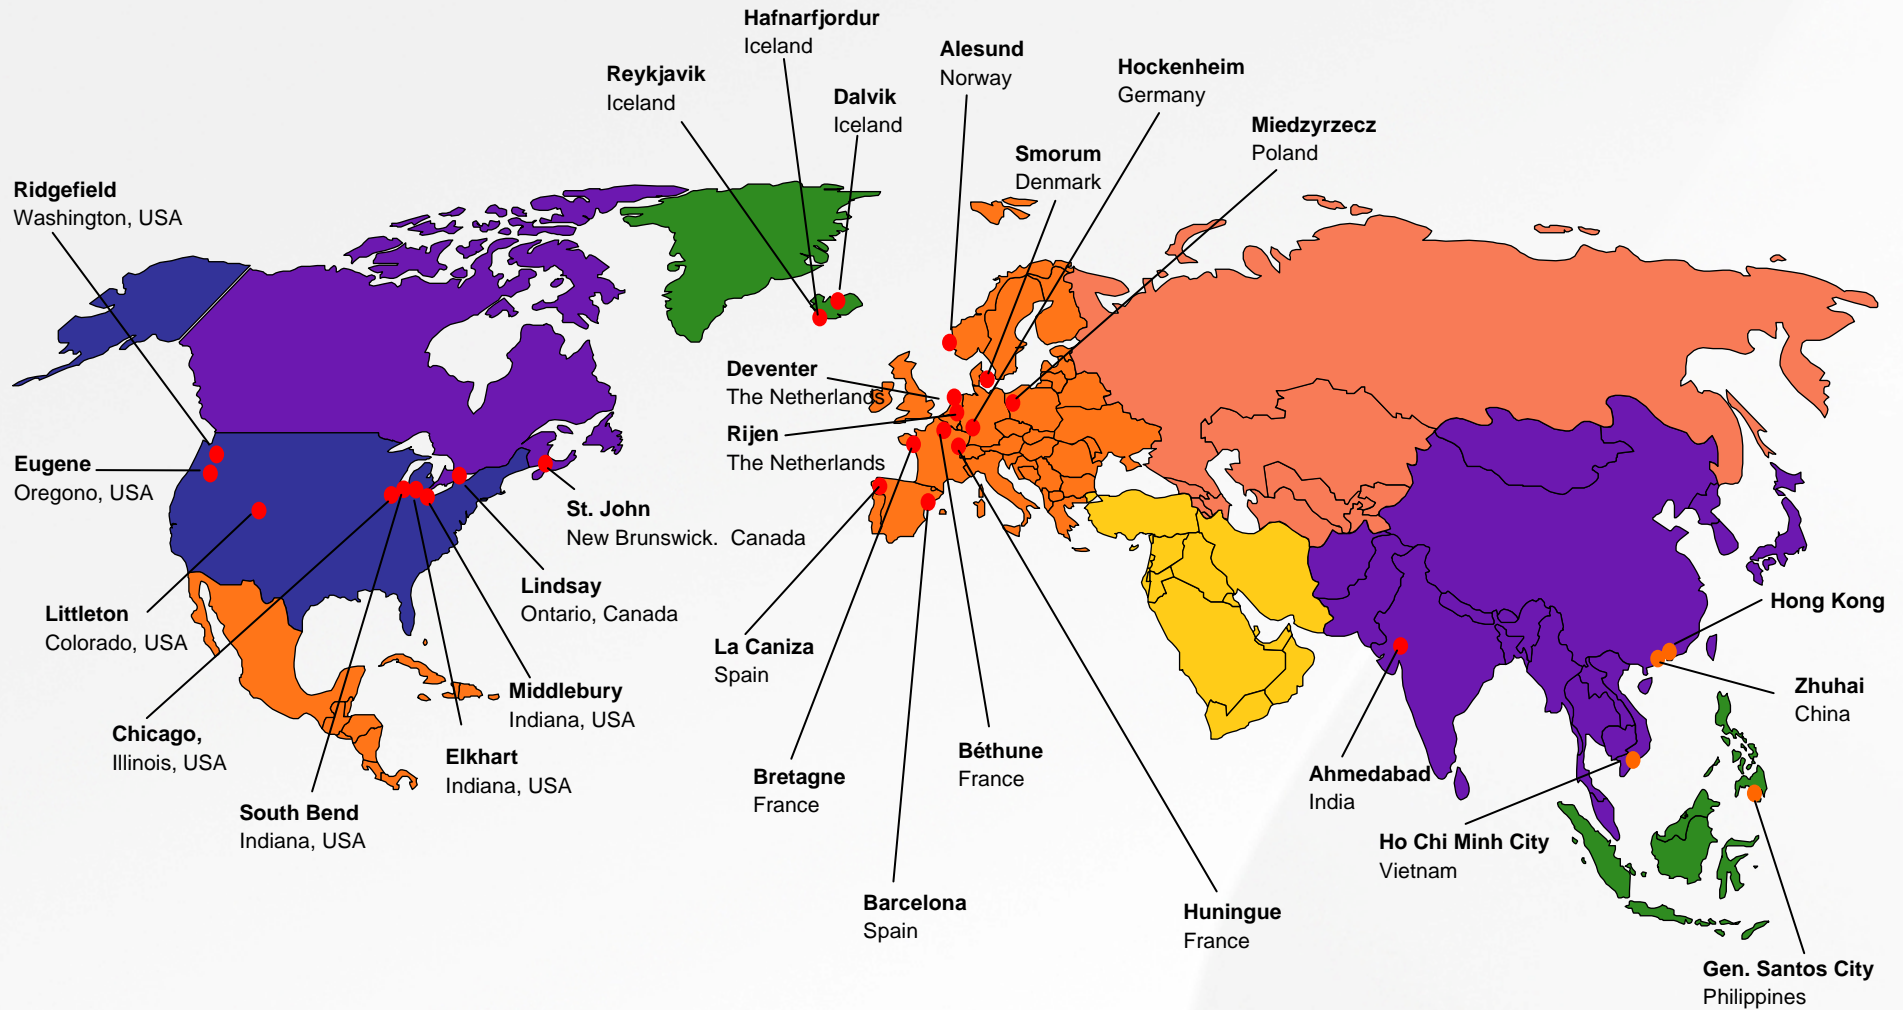 Hafnarfjordur
Iceland
Alesund
Norway
Hockenheim
Germany
Reykjavik
Iceland
Dalvik
Iceland
Miedzyrzecz
Poland
Smorum
Denmark
Ridgefield
Washington, USA
Deventer
The Netherlands
Rijen
The Netherlands
Eugene
Oregono, USA
St. John
New Brunswick.  Canada
Lindsay
Ontario, Canada
Littleton
Colorado, USA
Hong Kong
La Caniza
Spain
Middlebury
Indiana, USA
Zhuhai
China
Chicago,
Illinois, USA
Elkhart
Indiana, USA
Bretagne
France
Béthune
France
Ahmedabad
India
South Bend
Indiana, USA
Ho Chi Minh City
Vietnam
Barcelona
Spain
Huningue
France
Gen. Santos City
Philippines